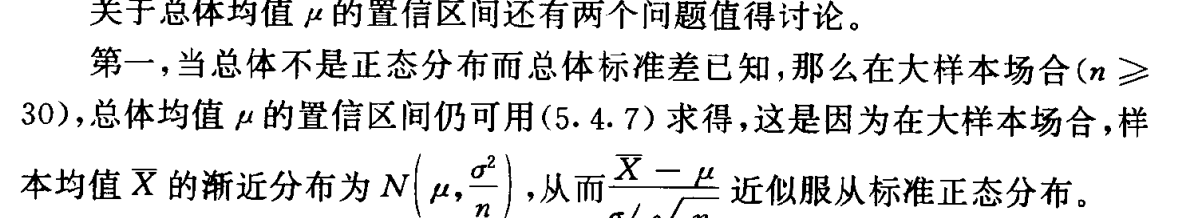 关于总体均值 μ 的置信区间还有两个问题值得讨论。
第一,当总体不是正态分布而总体标准差已知,那么在大样本场合(n ⩾
30),总体均值 μ 的置信区间仍可用(5.4.7)求得,这是因为在大样本场合,样
本均值 X̅ 的渐近分布为 N(μ, σ²/n),从而 (X̅ − μ)/(σ/√n) 近似服从标准正态分布。